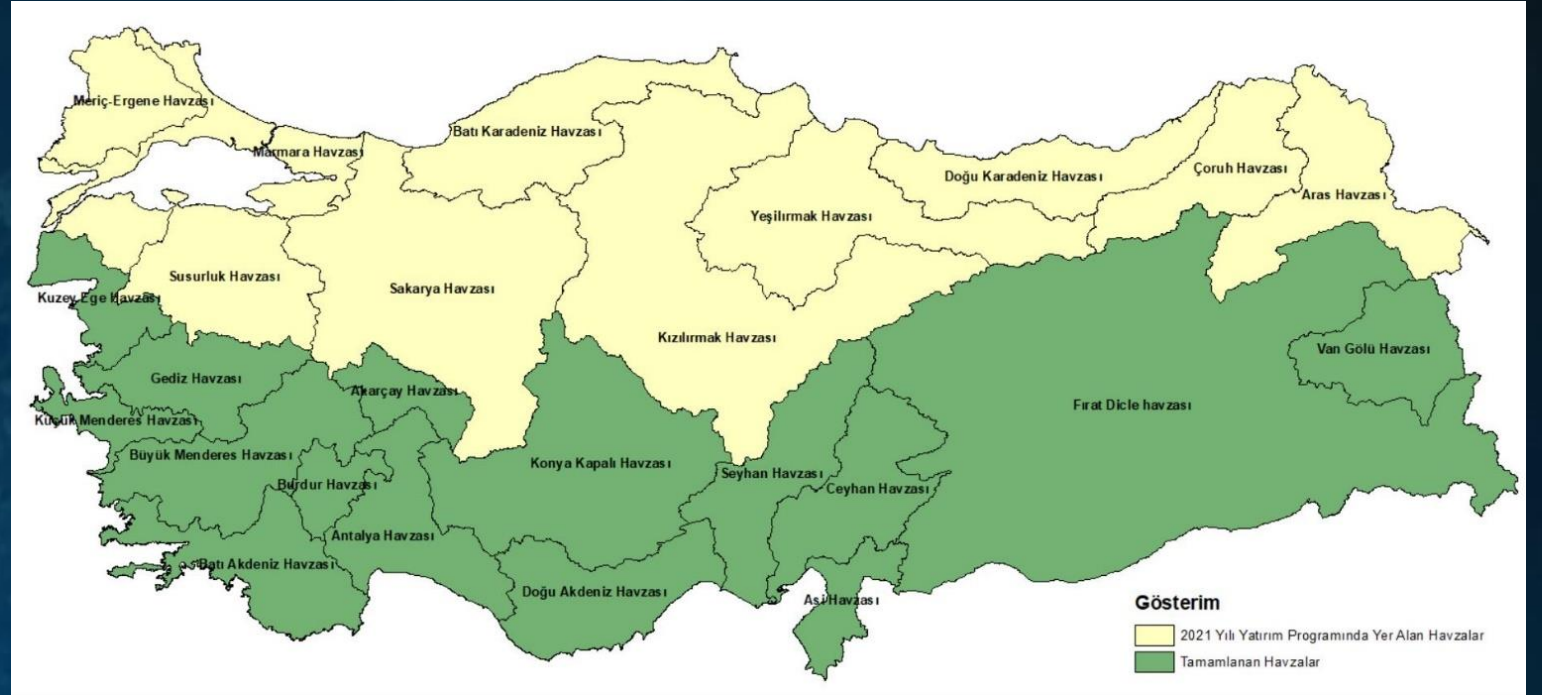 Meriç-Ergene Havzası
Marmara Havzası
Batı Karadeniz Havzası
Doğu Karadeniz Havzası
Çoruh Havzası
Aras Havzası
Yeşilırmak Havzası
Susurluk Havzası
Sakarya Havzası
Kuzey Ege Havzası
Kızılırmak Havzası
Van Gölü Havzası
Gediz Havzası
Akarçay Havzası
Fırat Dicle havzası
Küçük Menderes Havzası
Büyük Menderes Havzası
Konya Kapalı Havzası
Seyhan Havzası
Burdur Havzası
Ceyhan Havzası
Antalya Havzası
Batı Akdeniz Havzası
Doğu Akdeniz Havzası
Asi Havzası
Gösterim
2021 Yılı Yatırım Programında Yer Alan Havzalar
Tamamlanan Havzalar